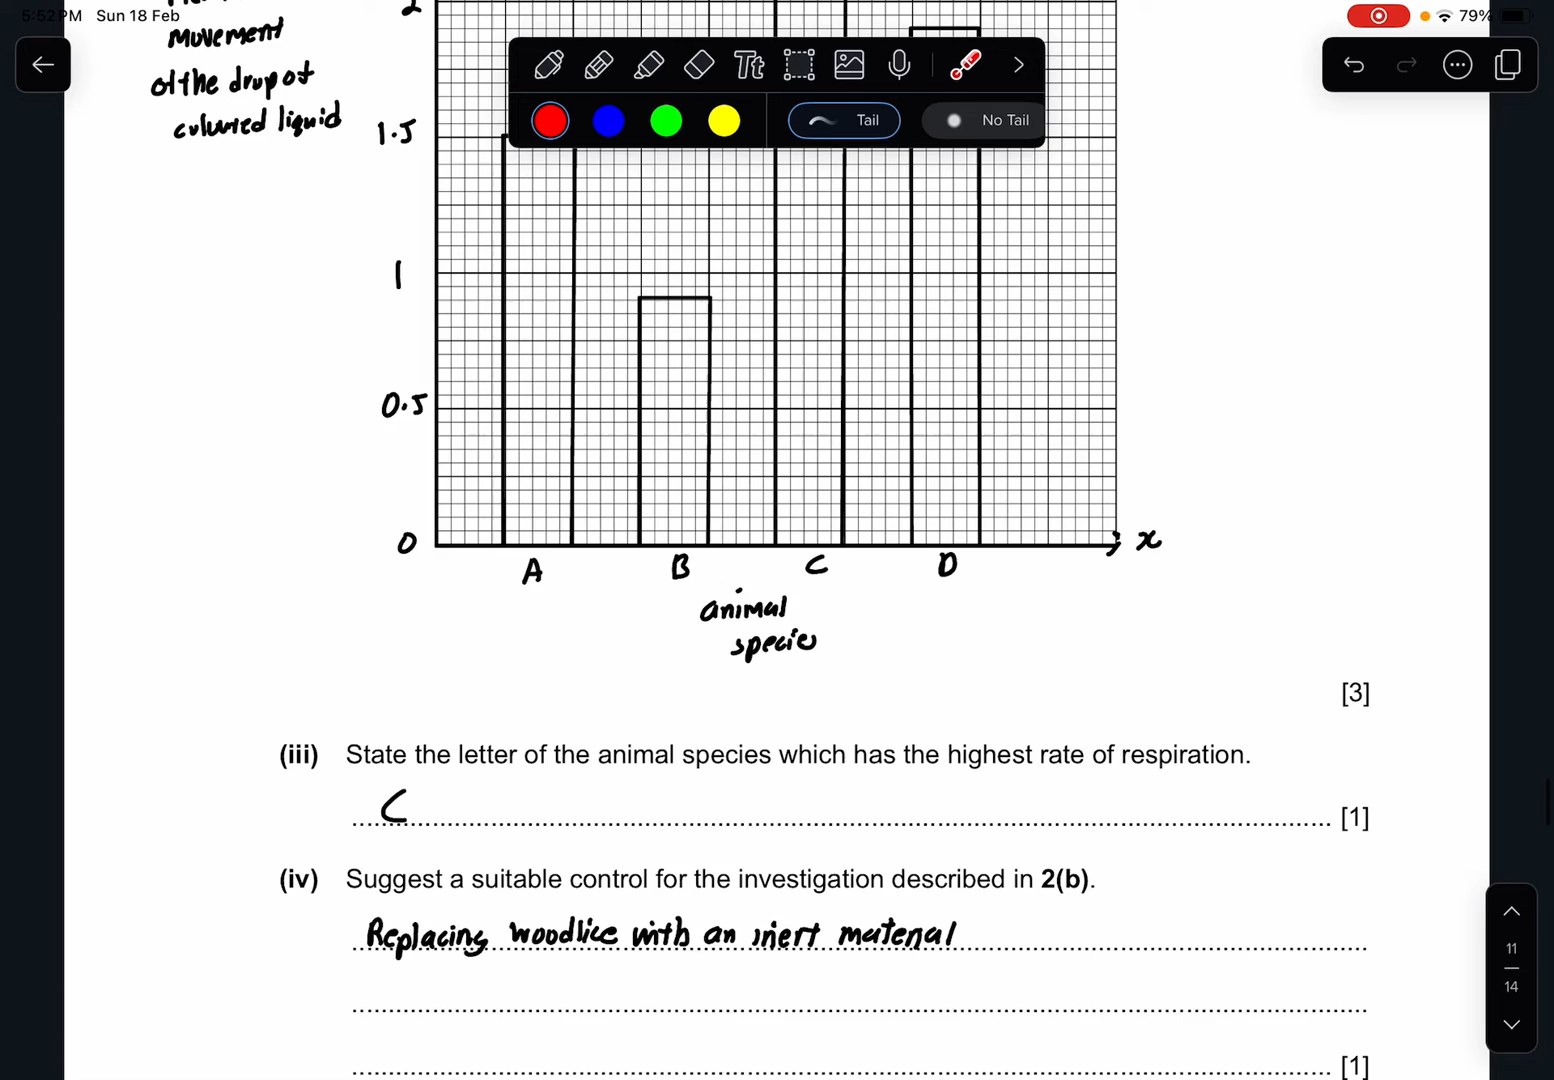 5:52 PM Sun 18 Feb
79%
movement
of the drop of
coloured liquid
Tt
Tail
No Tail
2
1.5
1
0.5
0
x
A B C D
animal
species
[3]
(iii) State the letter of the animal species which has the highest rate of respiration.
C
[1]
(iv) Suggest a suitable control for the investigation described in 2(b).
Replacing woodlice with an inert material
[1]
11
14